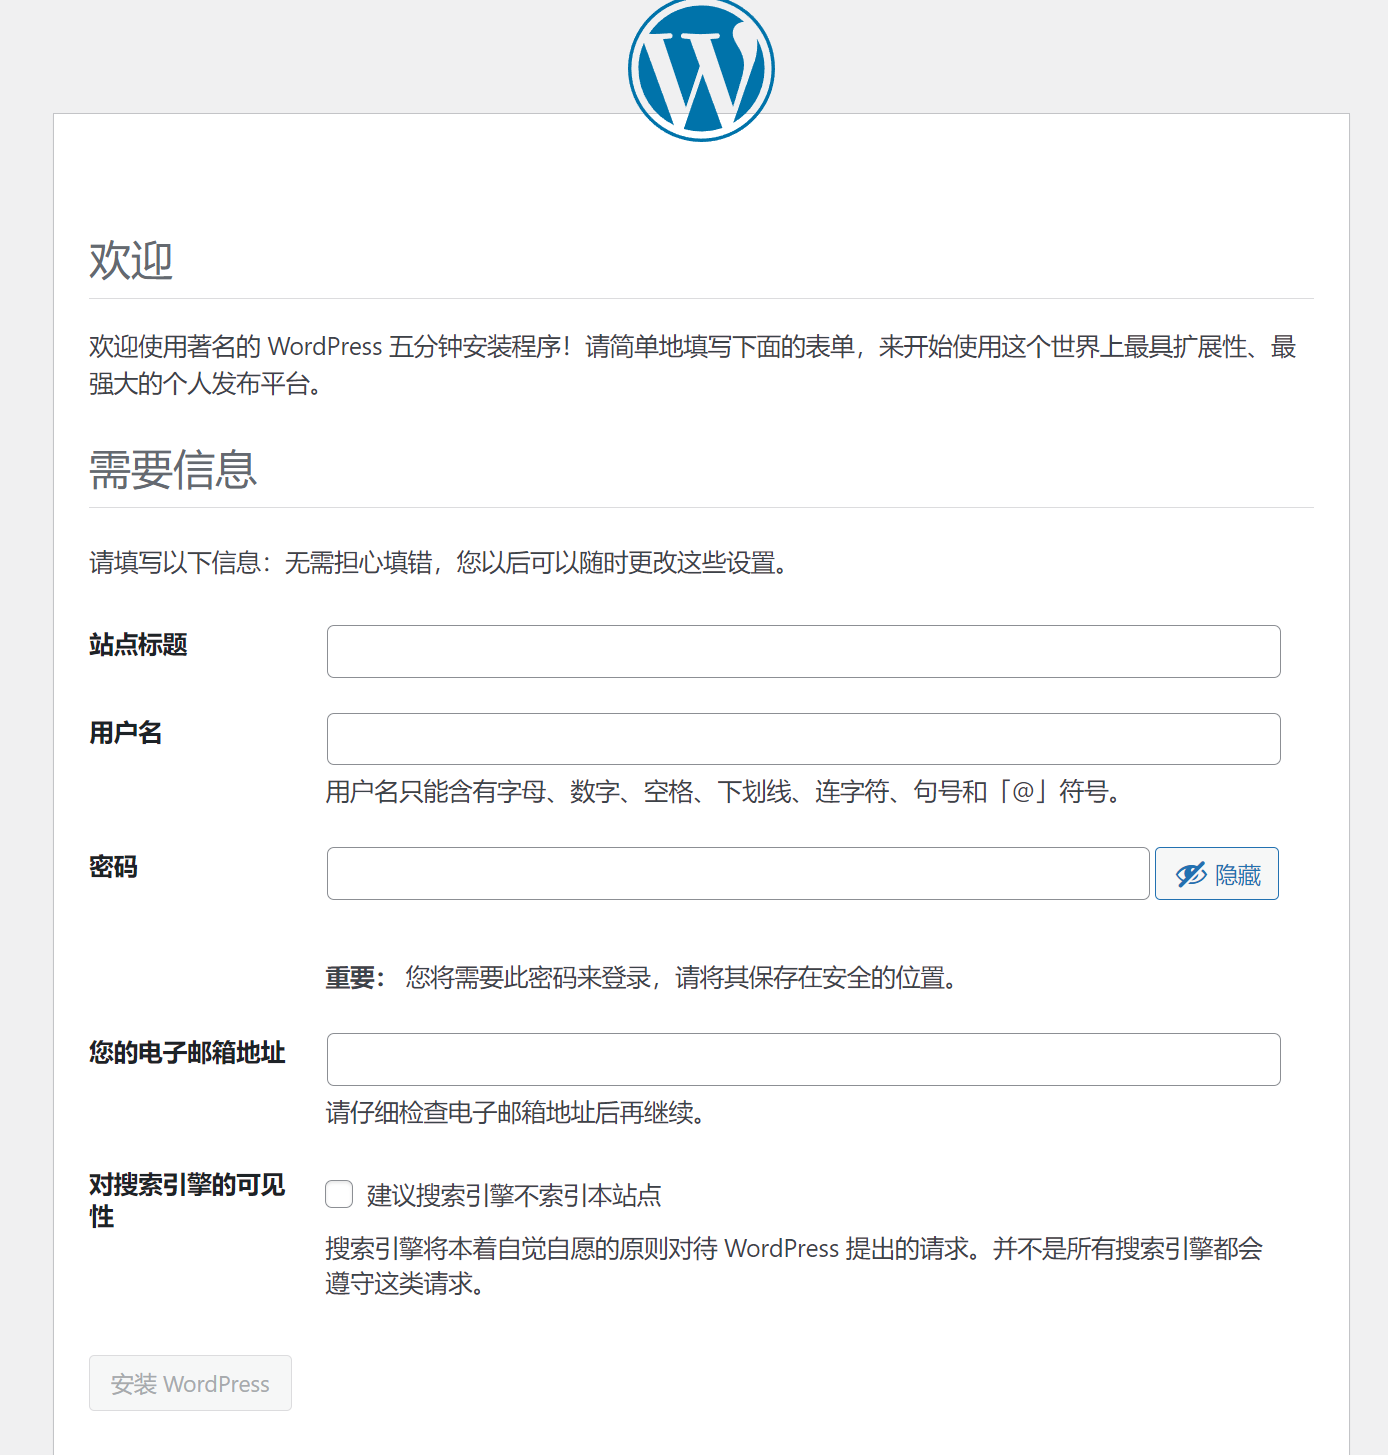 欢迎
欢迎使用著名的 WordPress 五分钟安装程序！请简单地填写下面的表单，来开始使用这个世界上最具扩展性、最
强大的个人发布平台。
需要信息
请填写以下信息：无需担心填错，您以后可以随时更改这些设置。
站点标题
用户名
用户名只能含有字母、数字、空格、下划线、连字符、句号和「@」符号。
密码
隐藏
重要： 您将需要此密码来登录，请将其保存在安全的位置。
您的电子邮箱地址
请仔细检查电子邮箱地址后再继续。
对搜索引擎的可见
性
建议搜索引擎不索引本站点
搜索引擎将本着自觉自愿的原则对待 WordPress 提出的请求。并不是所有搜索引擎都会
遵守这类请求。
安装 WordPress